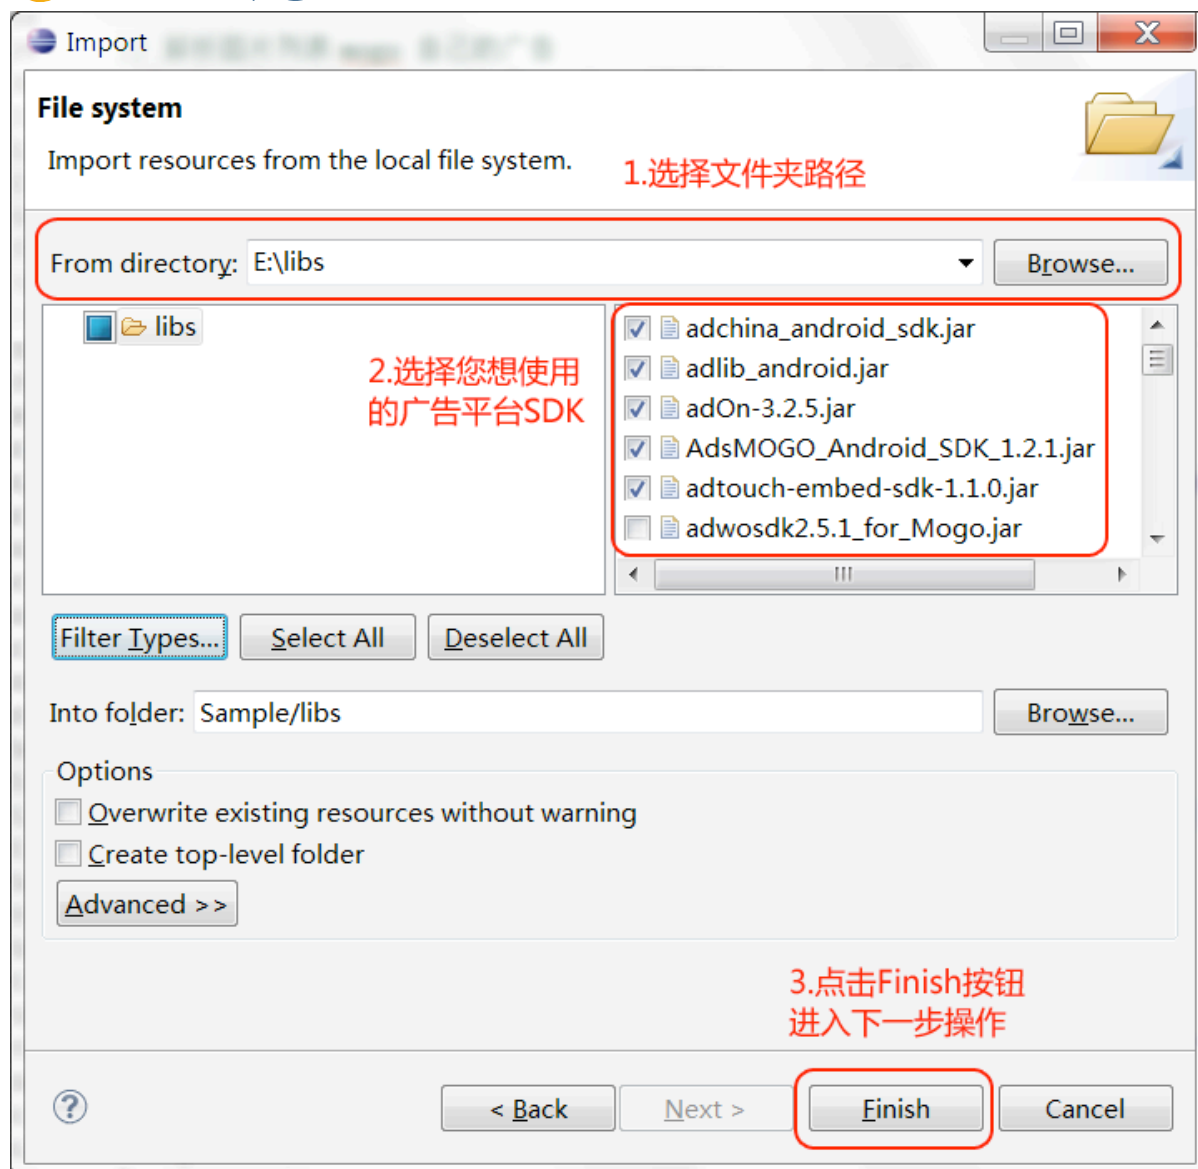 Import
File system
Import resources from the local file system.
1.选择文件夹路径
From directory: E:\libs Browse...
libs
2.选择您想使用
的广告平台SDK
adchina_android_sdk.jar
adlib_android.jar
adOn-3.2.5.jar
AdsMOGO_Android_SDK_1.2.1.jar
adtouch-embed-sdk-1.1.0.jar
adwosdk2.5.1_for_Mogo.jar
Filter Types... Select All Deselect All
Into folder: Sample/libs Browse...
Options
Overwrite existing resources without warning
Create top-level folder
Advanced >>
3.点击Finish按钮
进入下一步操作
< Back Next > Finish Cancel